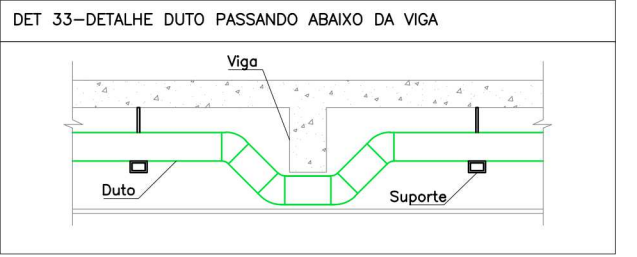 DET 33-DETALHE DUTO PASSANDO ABAIXO DA VIGA
Viga
Duto
Suporte